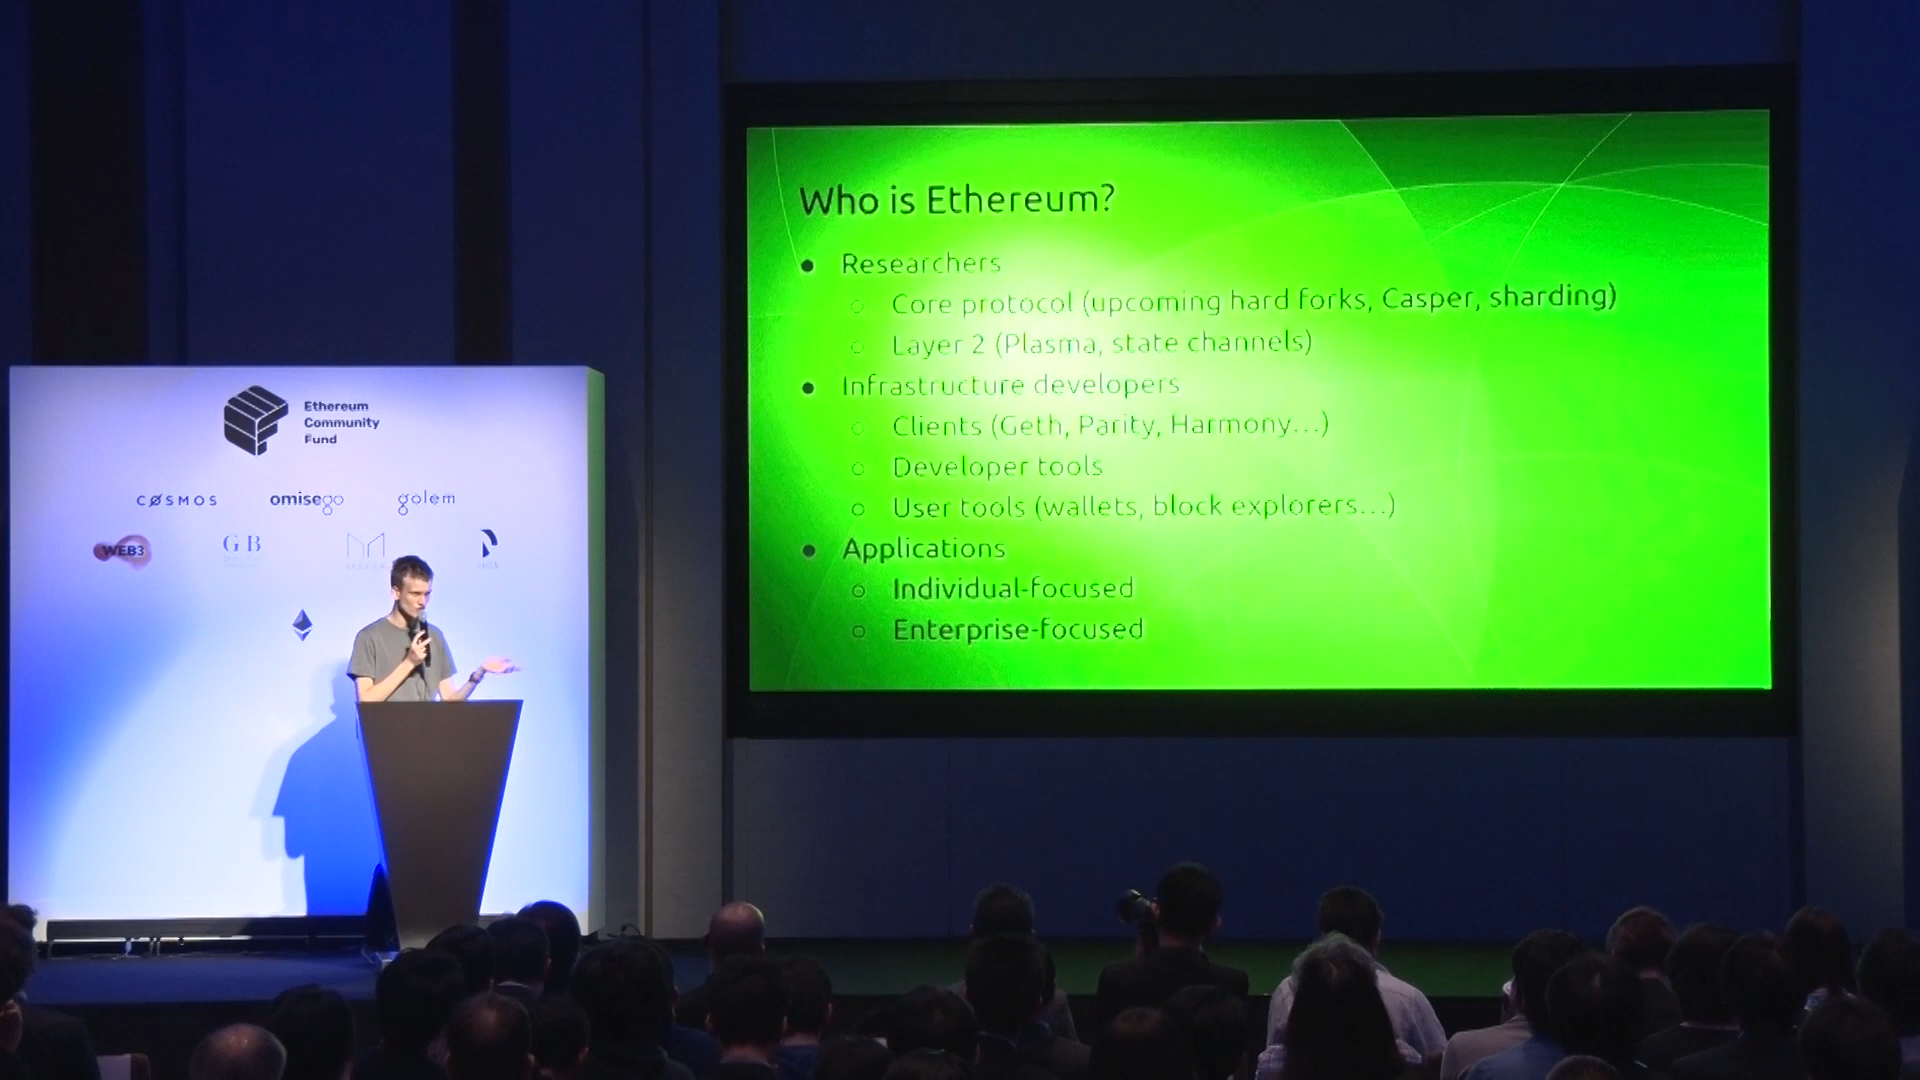 Who is Ethereum?
● Researchers
○ Core protocol (upcoming hard forks, Casper, sharding)
○ Layer 2 (Plasma, state channels)
● Infrastructure developers
○ Clients (Geth, Parity, Harmony...)
○ Developer tools
○ User tools (wallets, block explorers...)
● Applications
○ Individual-focused
○ Enterprise-focused
Ethereum
Community
Fund
CØSMOS
omisego
golem
WEB3
GB
MAKER